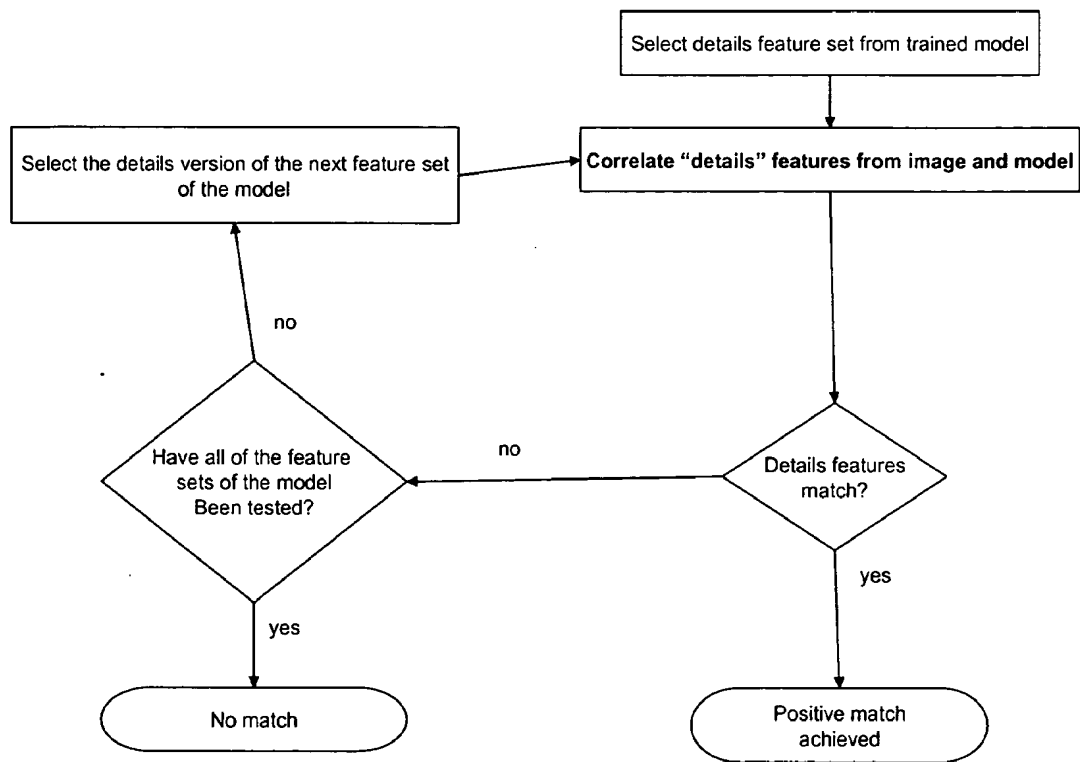 Select details feature set from trained model
Select the details version of the next feature set
of the model
Correlate “details” features from image and model
no
Have all of the feature
sets of the model
Been tested?
no
Details features
match?
yes
yes
No match
Positive match
achieved